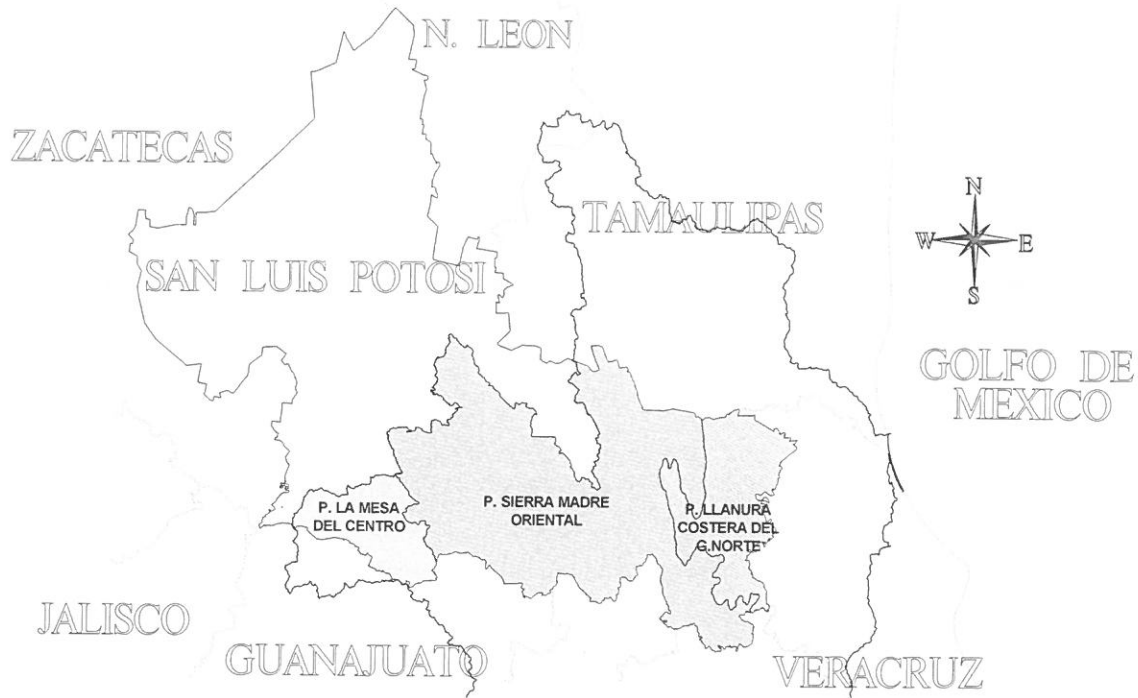 N. LEON
ZACATECAS
TAMAULIPAS
N
W
E
S
SAN LUIS POTOSI
GOLFO DE
MEXICO
P. LA MESA
DEL CENTRO
P. SIERRA MADRE
ORIENTAL
P. LLANURA
COSTERA DEL
G.NORTE
JALISCO
GUANAJUATO
VERACRUZ